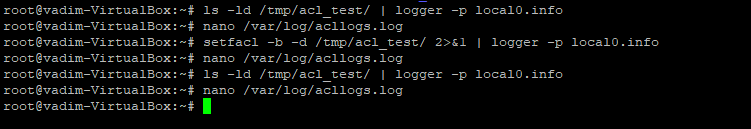 root@vadim-VirtualBox:~# ls -ld /tmp/acl_test/ | logger -p local0.info
root@vadim-VirtualBox:~# nano /var/log/acllogs.log
root@vadim-VirtualBox:~# setfacl -b -d /tmp/acl_test/ 2>&1 | logger -p local0.info
root@vadim-VirtualBox:~# nano /var/log/acllogs.log
root@vadim-VirtualBox:~# ls -ld /tmp/acl_test/ | logger -p local0.info
root@vadim-VirtualBox:~# nano /var/log/acllogs.log
root@vadim-VirtualBox:~#